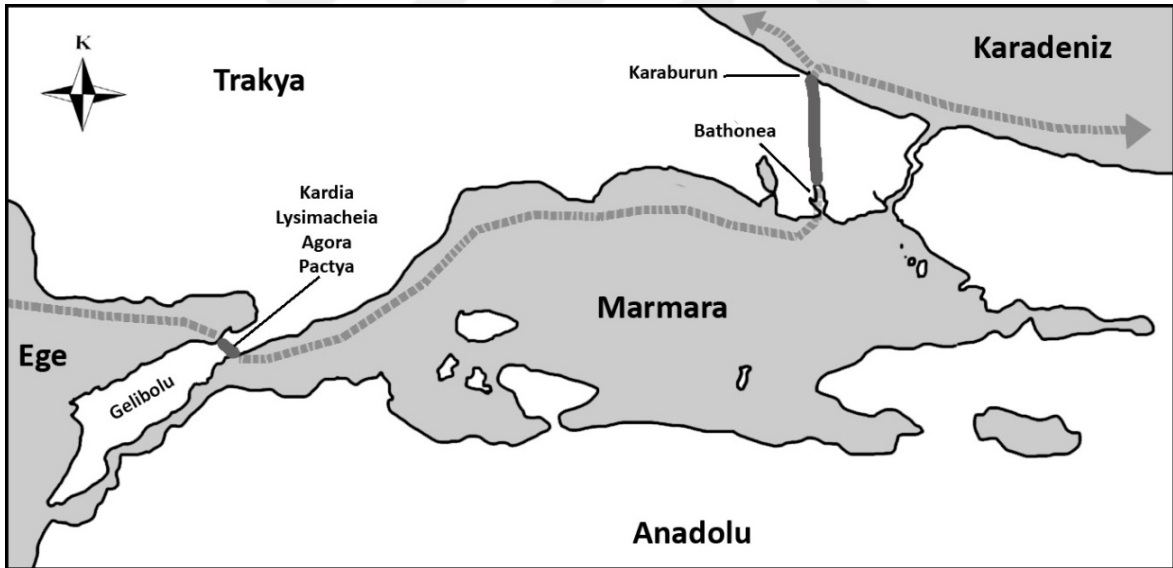 K
Trakya
Karadeniz
Karaburun
Bathonea
Kardia
Lysimacheia
Agora
Pactya
Marmara
Ege
Gelibolu
Anadolu